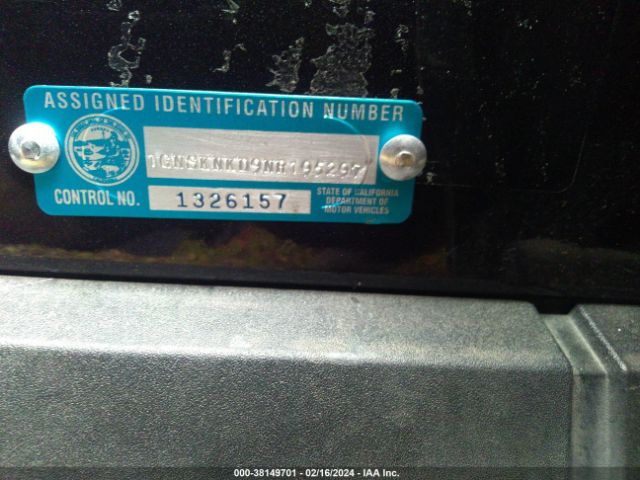 ASSIGNED IDENTIFICATION NUMBER
1GNSKNKD9NR195297
CONTROL NO. 1326157
STATE OF CALIFORNIA
DEPARTMENT OF
MOTOR VEHICLES
000-38149701 - 02/16/2024 - IAA Inc.